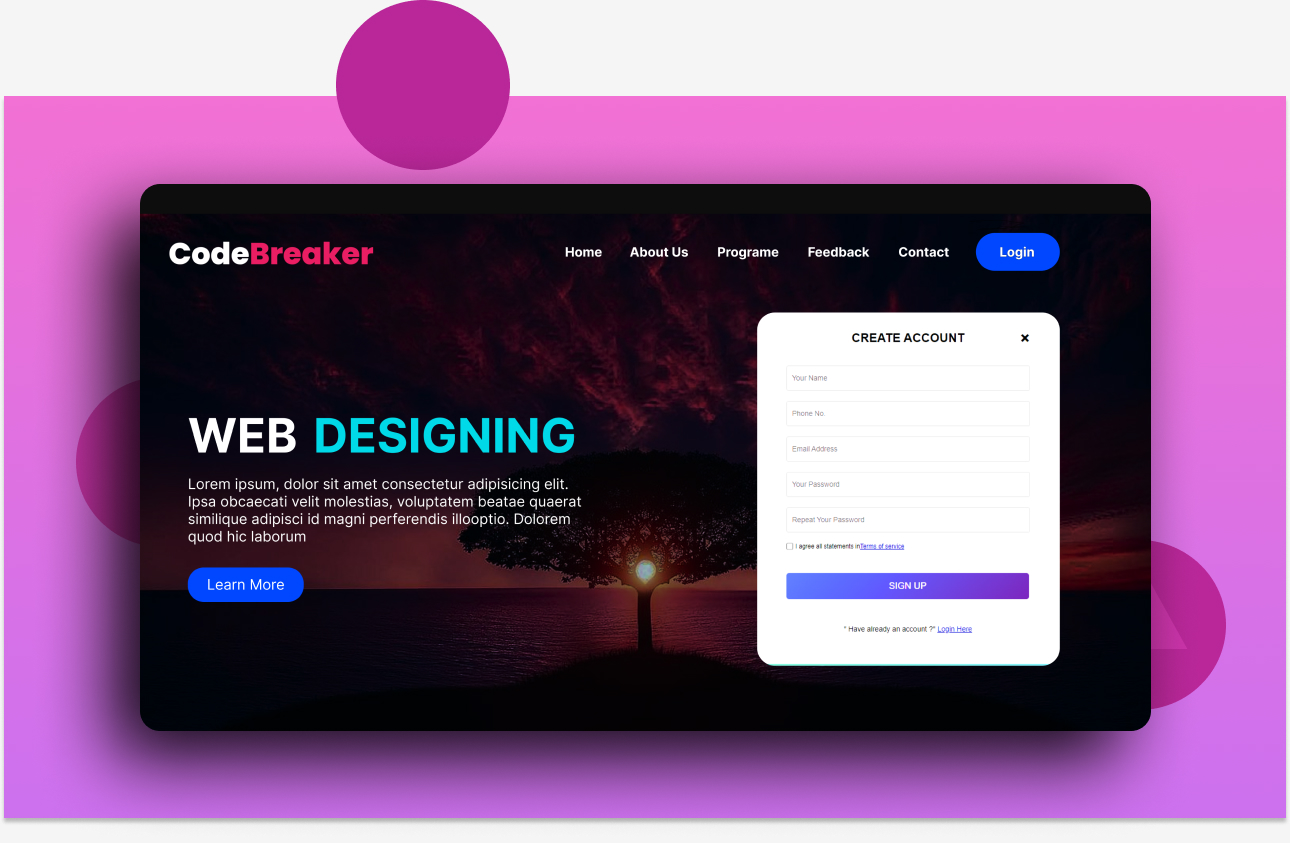 CodeBreaker
Home About Us Programe Feedback Contact Login
WEB DESIGNING
Lorem ipsum, dolor sit amet consectetur adipisicing elit.
Ipsa obcaecati velit molestias, voluptatem beatae quaerat
similique adipisci id magni perferendis illooptio. Dolorem
quod hic laborum
Learn More
CREATE ACCOUNT ×
Your Name
Phone No.
Email Address
Your Password
Repeat Your Password
I agree all statements inTerms of service
SIGN UP
" Have already an account ?" Login Here